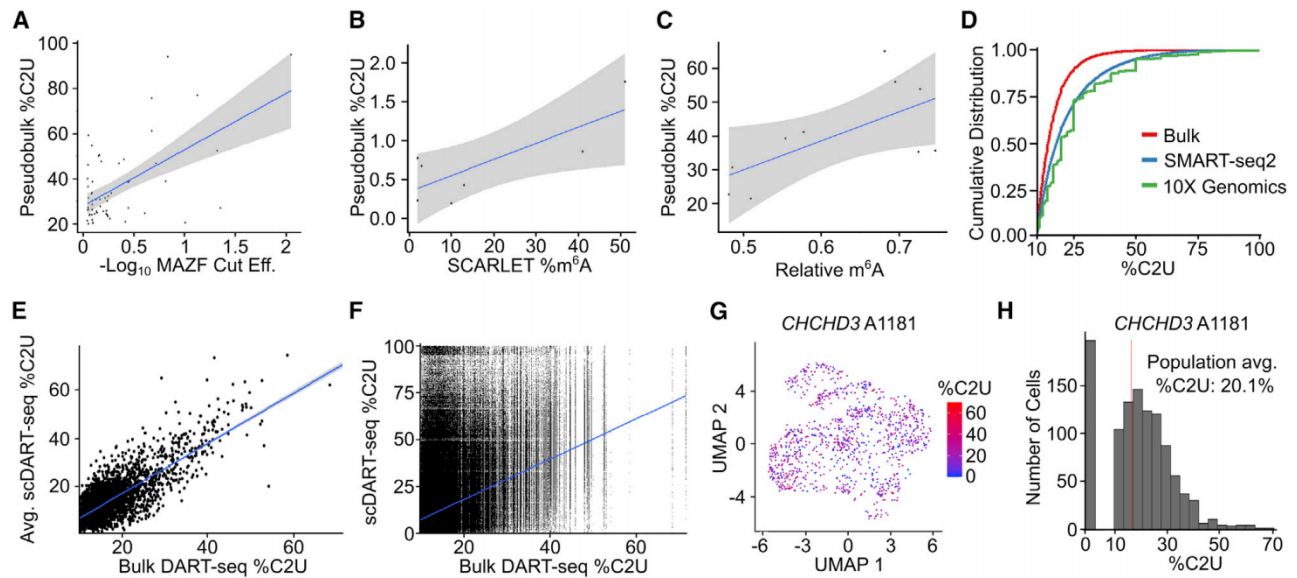 A
Pseudobulk %C2U
100
80
60
40
20
0
0.5
1
1.5
2
-Log₁₀ MAZF Cut Eff.
B
Pseudobulk %C2U
2.0
1.5
1.0
0.5
0.0
0
10
20
30
40
50
SCARLET %m⁶A
C
Pseudobulk %C2U
60
50
40
30
20
0.5
0.6
0.7
Relative m⁶A
D
Cumulative Distribution
1.00
0.75
0.50
0.25
0.00
Bulk
SMART-seq2
10X Genomics
10
25
50
75
100
%C2U
E
Avg. scDART-seq %C2U
60
40
20
20
40
60
Bulk DART-seq %C2U
F
scDART-seq %C2U
100
75
50
25
0
20
40
60
Bulk DART-seq %C2U
G
CHCHD3 A1181
UMAP 2
4
0
-4
-6
-3
0
3
6
UMAP 1
%C2U
60
40
20
0
H
CHCHD3 A1181
Population avg.
%C2U: 20.1%
Number of Cells
150
100
50
0
0
10
30
50
70
%C2U